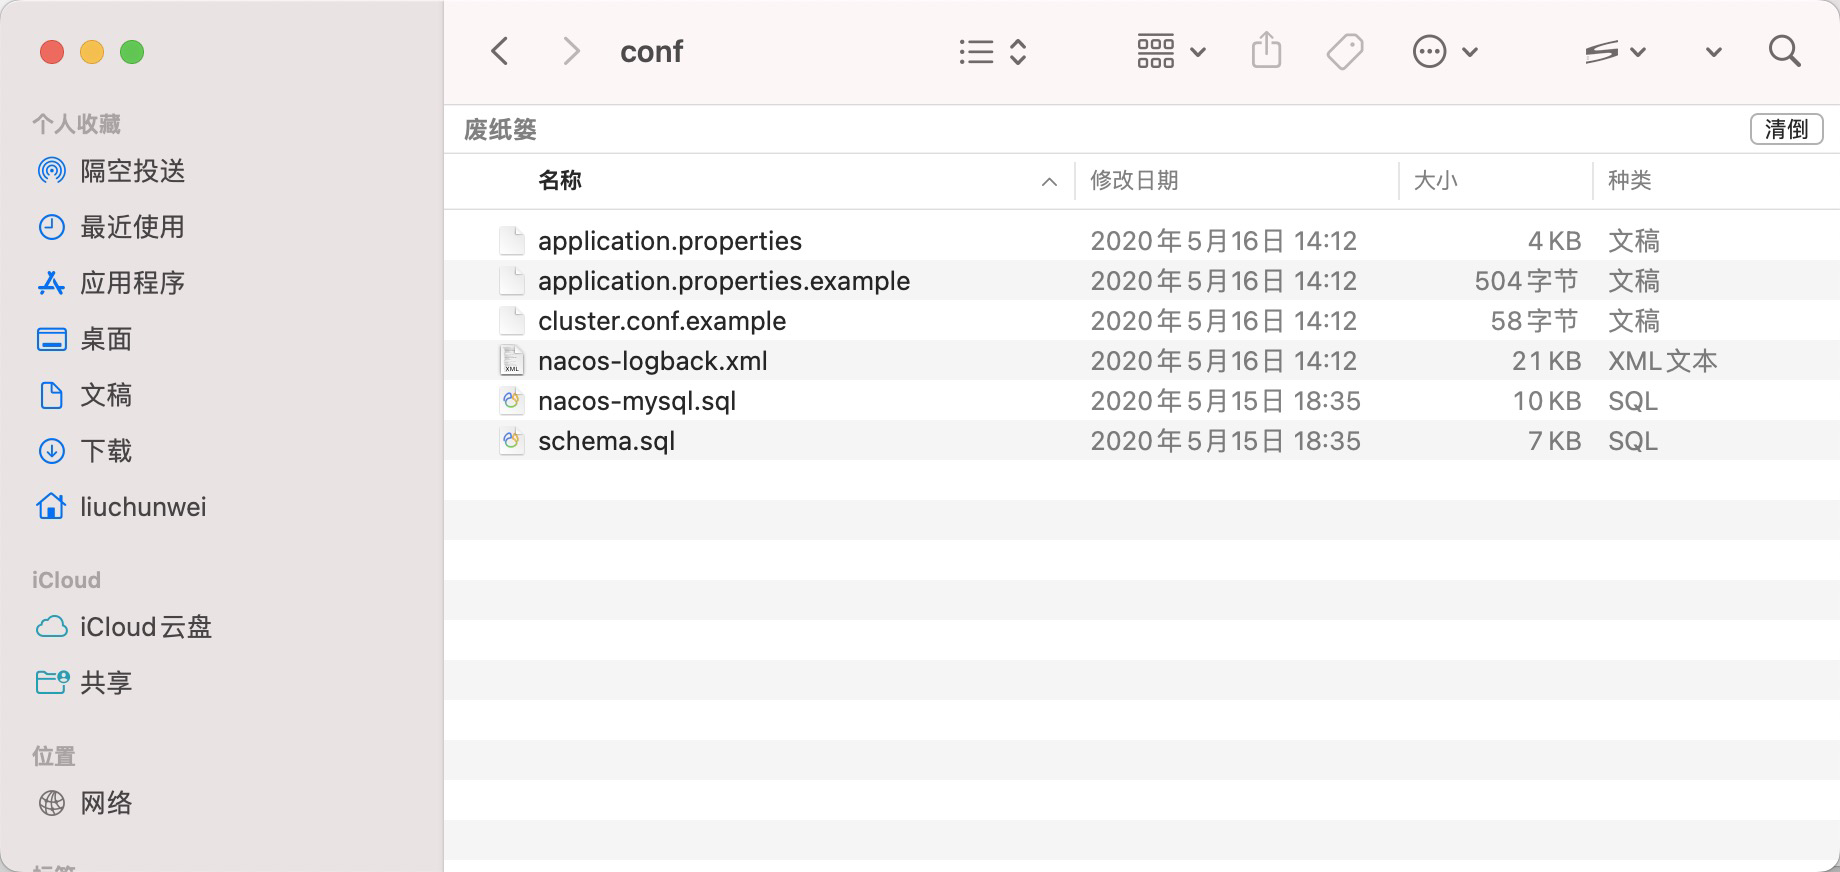 conf
个人收藏
隔空投送
最近使用
应用程序
桌面
文稿
下载
liuchunwei
iCloud
iCloud云盘
共享
位置
网络
标签
废纸篓 清倒
名称 修改日期 大小 种类
application.properties 2020年5月16日 14:12 4 KB 文稿
application.properties.example 2020年5月16日 14:12 504字节 文稿
cluster.conf.example 2020年5月16日 14:12 58字节 文稿
nacos-logback.xml 2020年5月16日 14:12 21 KB XML文本
nacos-mysql.sql 2020年5月15日 18:35 10 KB SQL
schema.sql 2020年5月15日 18:35 7 KB SQL